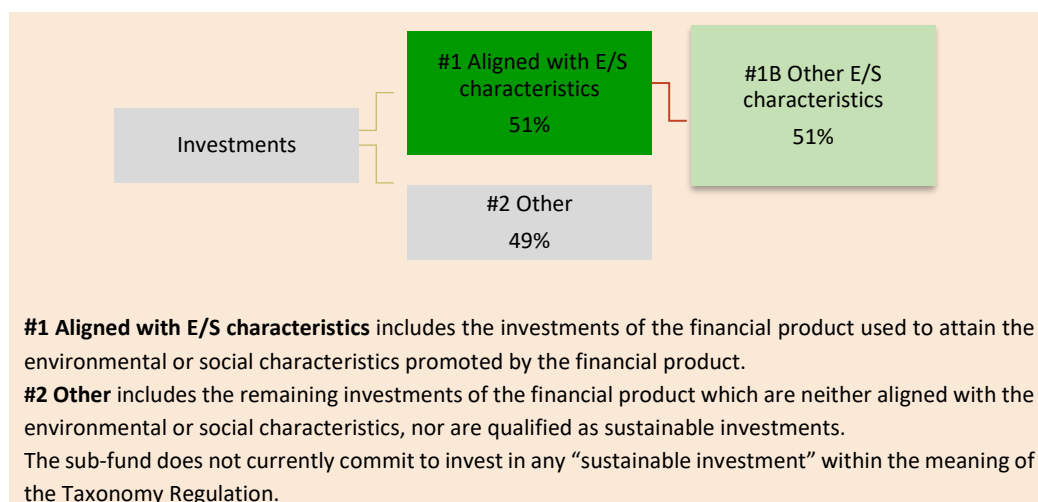 #1 Aligned with E/S
characteristics
51%
#1B Other E/S
characteristics
51%
Investments
#2 Other
49%
#1 Aligned with E/S characteristics includes the investments of the financial product used to attain the
environmental or social characteristics promoted by the financial product.
#2 Other includes the remaining investments of the financial product which are neither aligned with the
environmental or social characteristics, nor are qualified as sustainable investments.
The sub-fund does not currently commit to invest in any “sustainable investment” within the meaning of
the Taxonomy Regulation.